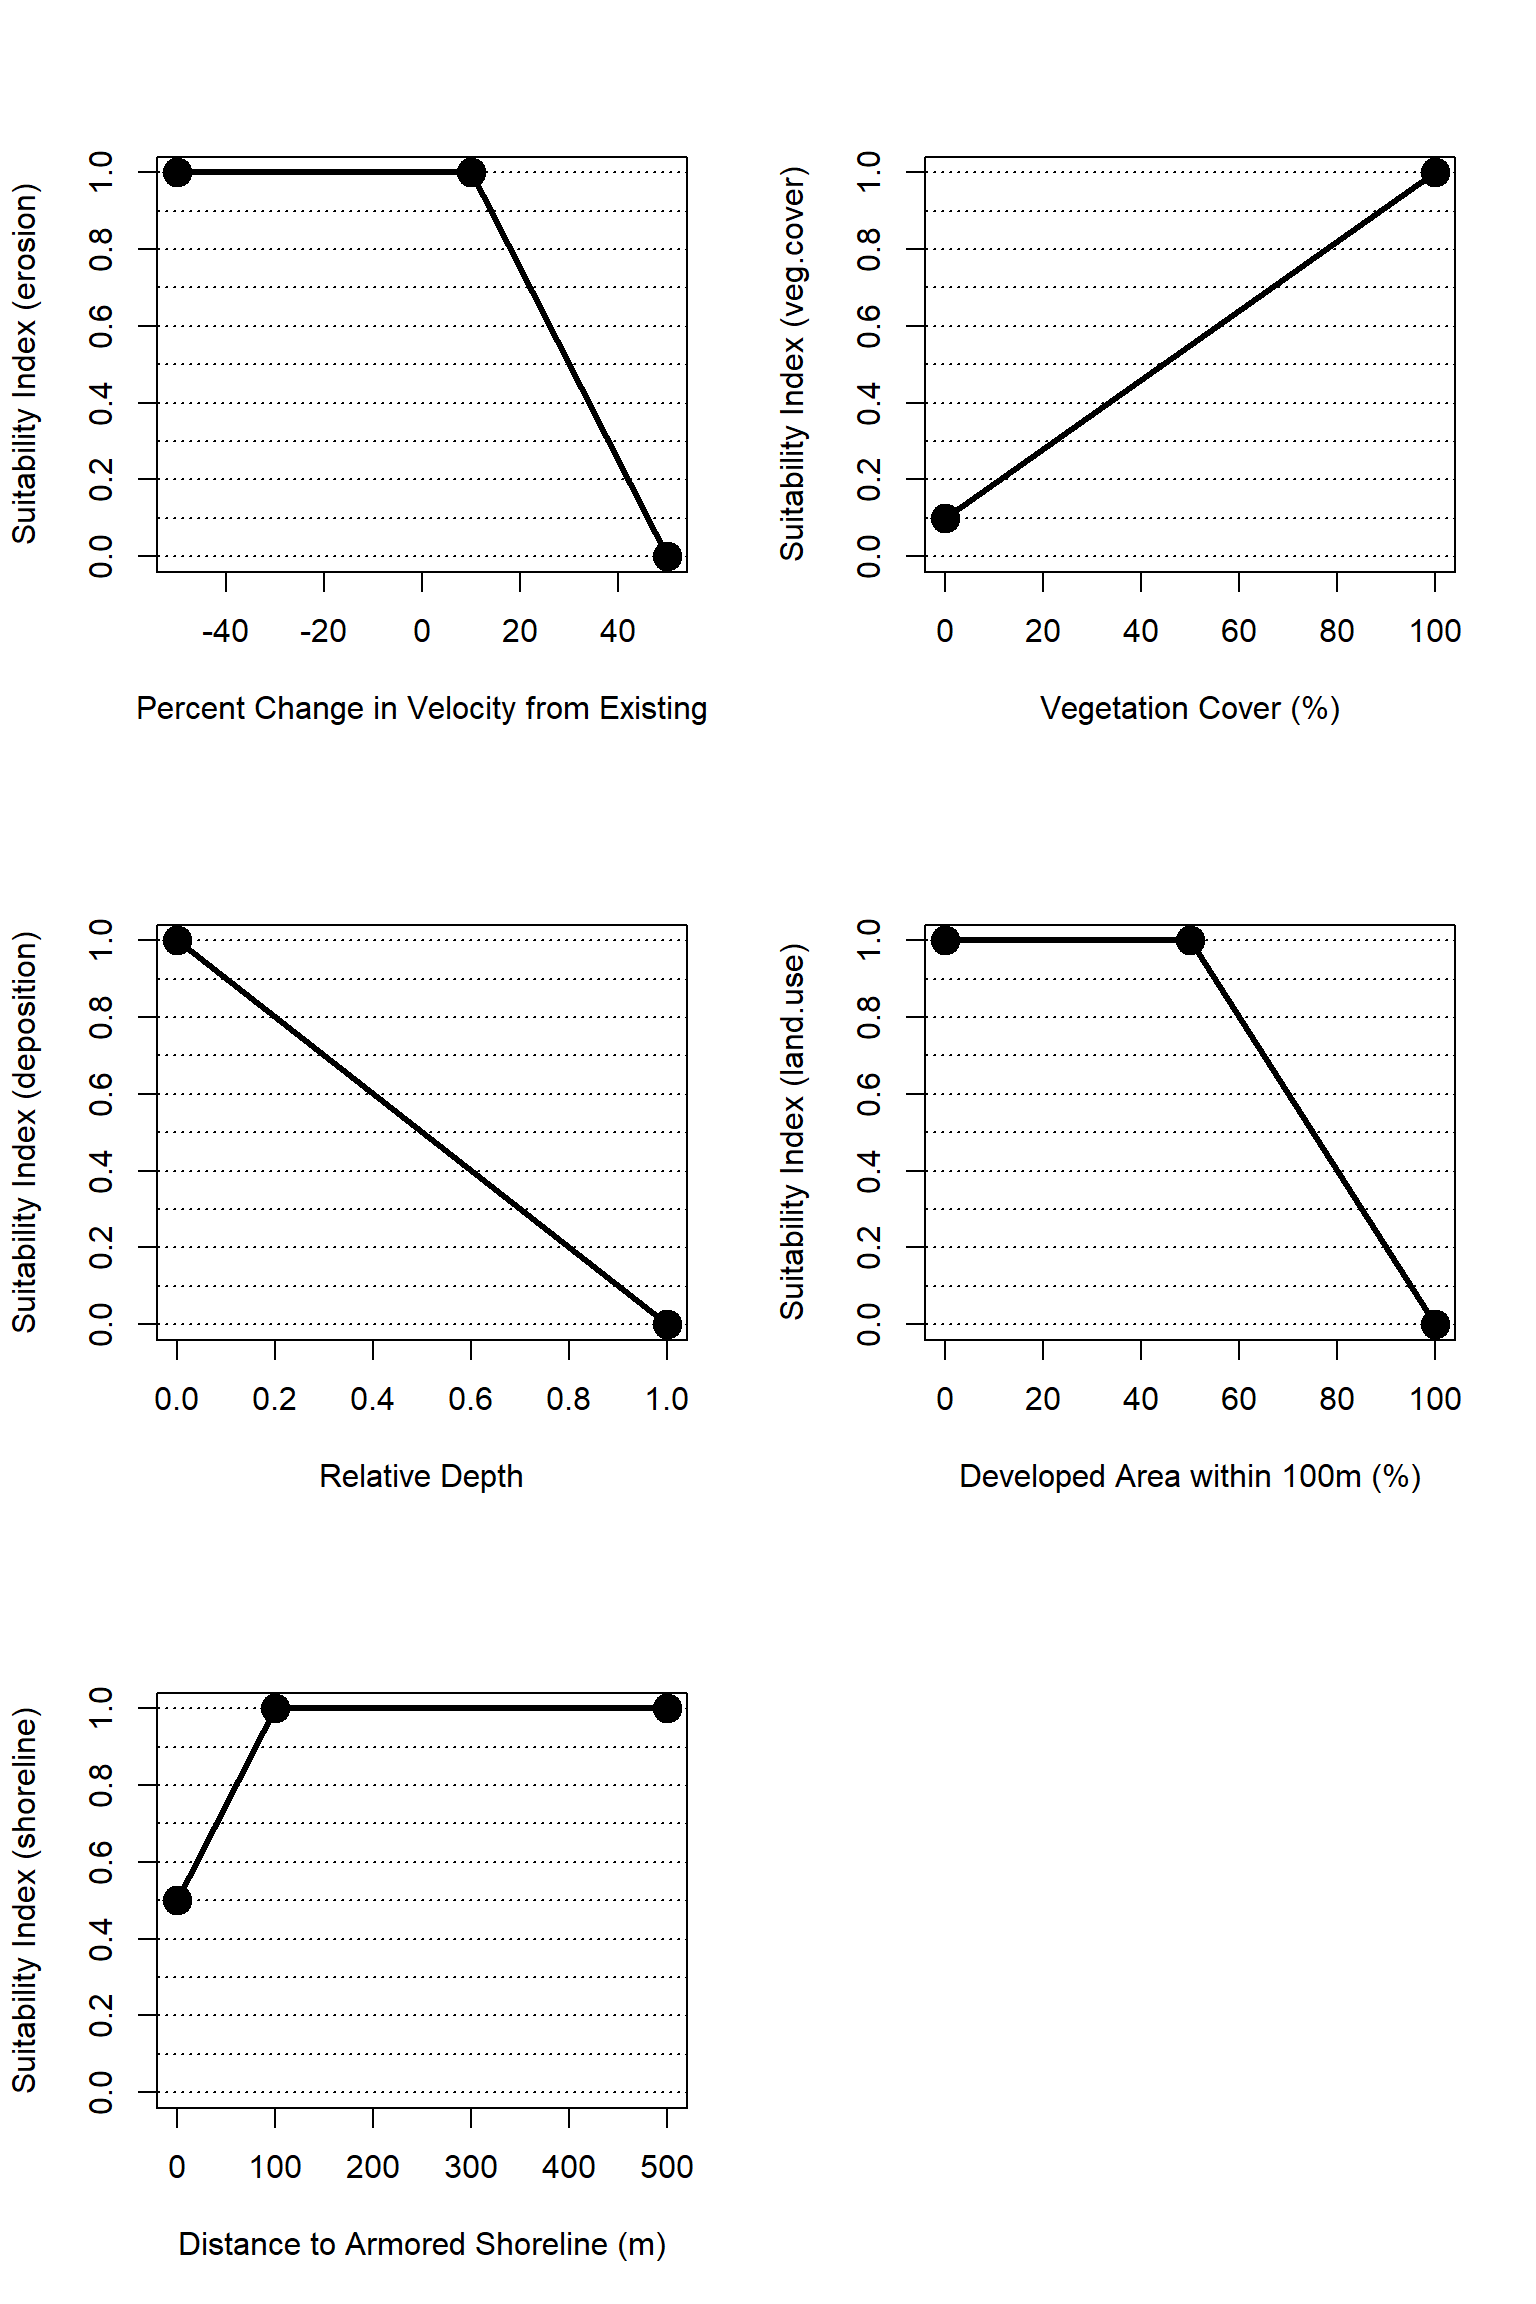 Suitability Index (erosion)
1.0
0.8
0.6
0.4
0.2
0.0
-40 -20 0 20 40
Percent Change in Velocity from Existing
Suitability Index (veg.cover)
1.0
0.8
0.6
0.4
0.2
0.0
0 20 40 60 80 100
Vegetation Cover (%)
Suitability Index (deposition)
1.0
0.8
0.6
0.4
0.2
0.0
0.0 0.2 0.4 0.6 0.8 1.0
Relative Depth
Suitability Index (land.use)
1.0
0.8
0.6
0.4
0.2
0.0
0 20 40 60 80 100
Developed Area within 100m (%)
Suitability Index (shoreline)
1.0
0.8
0.6
0.4
0.2
0.0
0 100 200 300 400 500
Distance to Armored Shoreline (m)